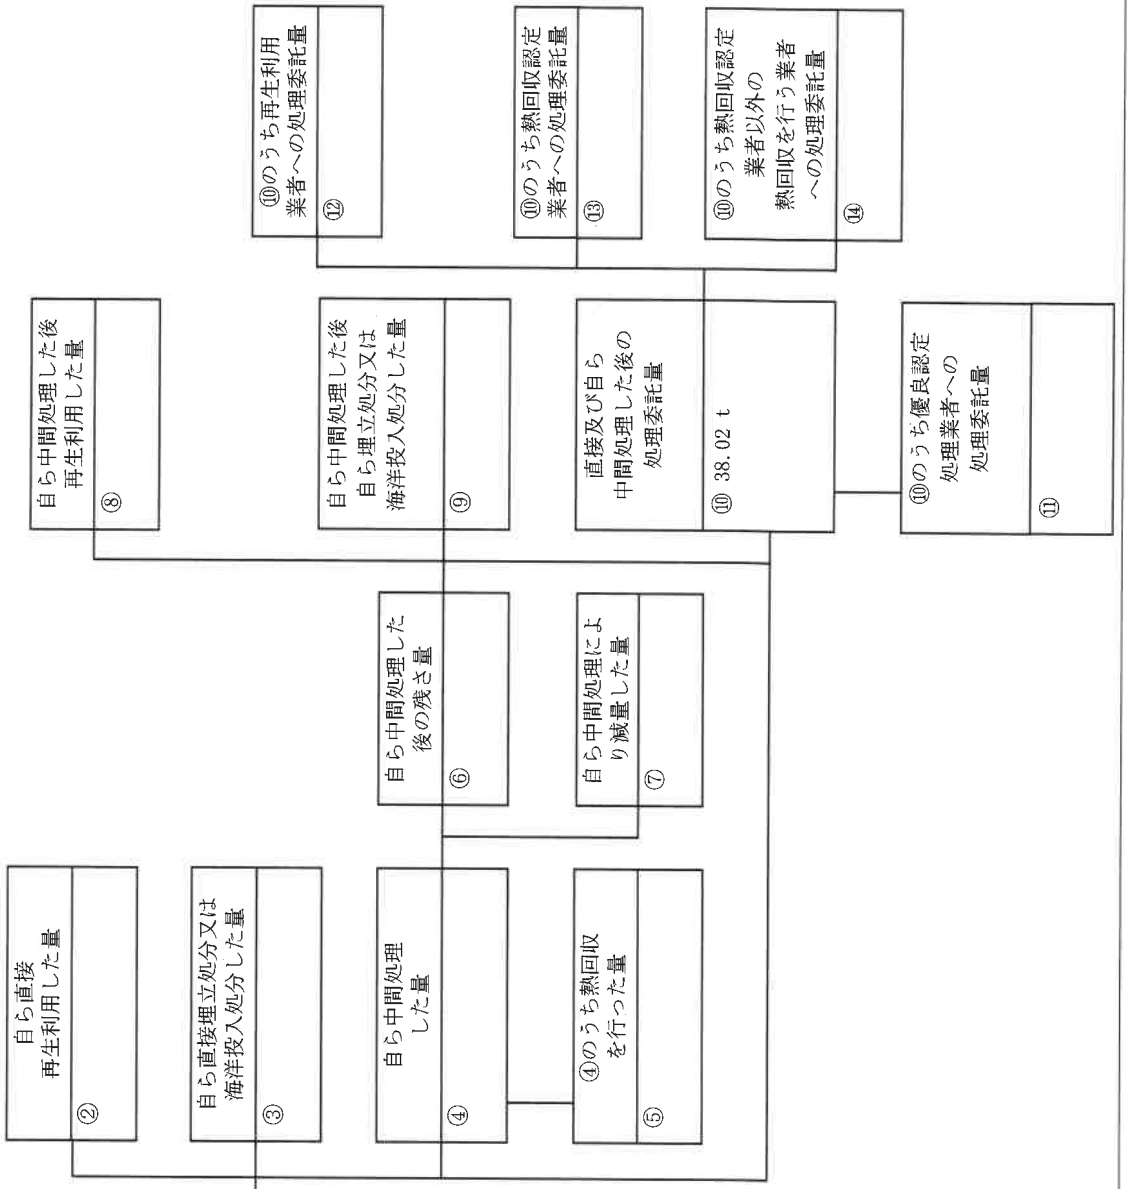 自ら直接
再生利用した量
②
自ら直接埋立処分又は
海洋投入処分した量
③
自ら中間処理
した量
④
④のうち熱回収
を行った量
⑤
自ら中間処理した
後の残さ量
⑥
自ら中間処理によ
り減量した量
⑦
自ら中間処理した後
再生利用した量
⑧
自ら中間処理した後
自ら埋立処分又は
海洋投入処分した量
⑨
直接及び自ら
中間処理した後の
処理委託量
⑩ 38.02 t
⑩のうち優良認定
処理業者への
処理委託量
⑪
⑩のうち再生利用
業者への処理委託量
⑫
⑩のうち熱回収認定
業者への処理委託量
⑬
⑩のうち熱回収認定
業者以外の
熱回収を行う業者
への処理委託量
⑭